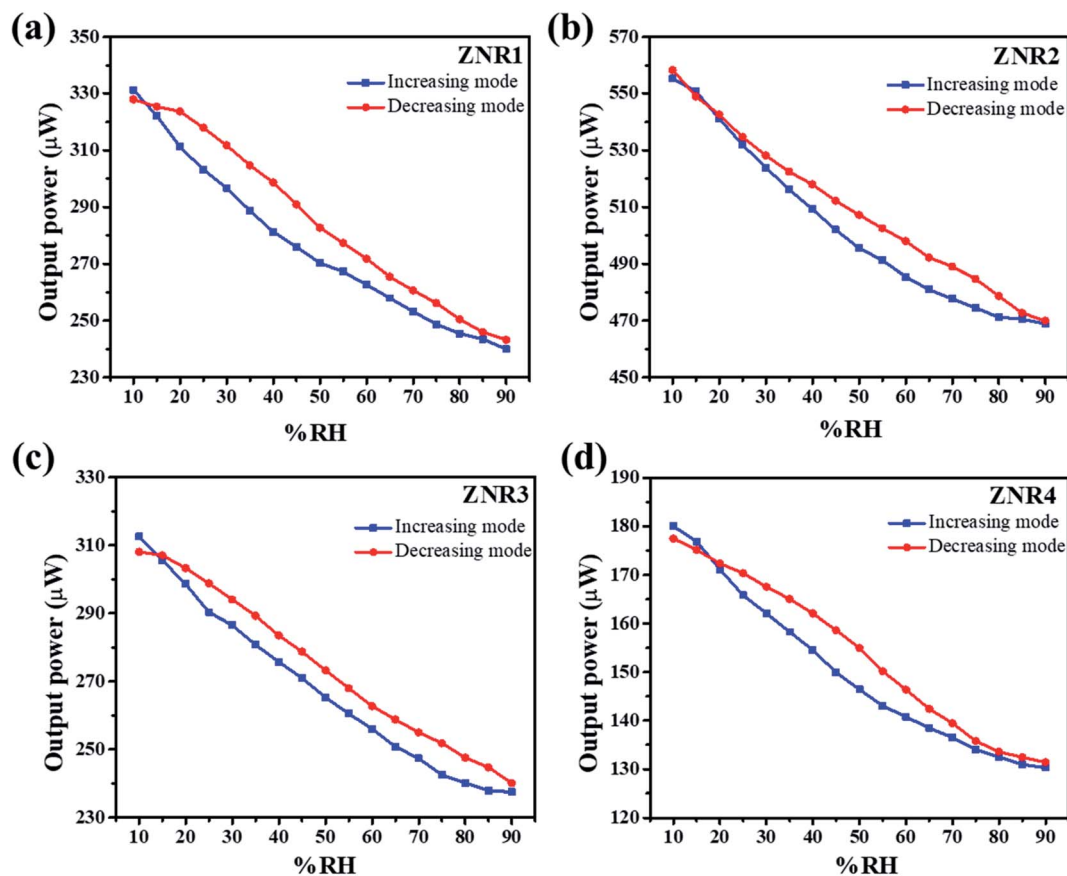 (a)
ZNR1
Increasing mode
Decreasing mode
Output power (μW)
350
330
310
290
270
250
230
10 20 30 40 50 60 70 80 90
%RH
(b)
ZNR2
Increasing mode
Decreasing mode
Output power (μW)
570
550
530
510
490
470
450
10 20 30 40 50 60 70 80 90
%RH
(c)
ZNR3
Increasing mode
Decreasing mode
Output power (μW)
330
310
290
270
250
230
10 20 30 40 50 60 70 80 90
%RH
(d)
ZNR4
Increasing mode
Decreasing mode
Output power (μW)
190
180
170
160
150
140
130
120
10 20 30 40 50 60 70 80 90
%RH